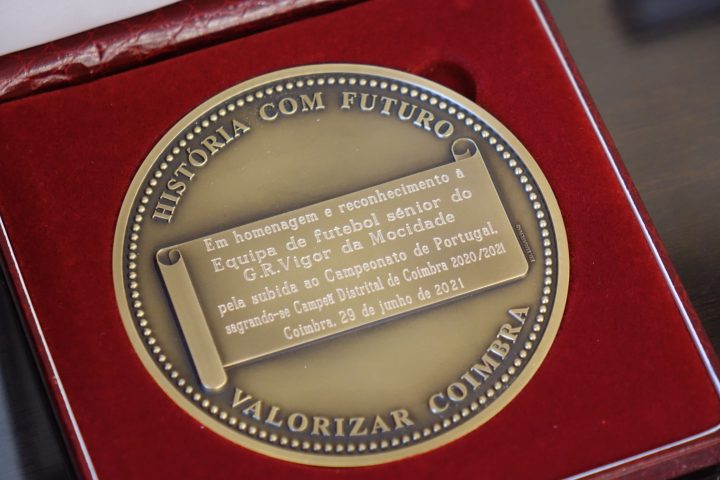 HISTÓRIA COM FUTURO
Em homenagem e reconhecimento à
Equipa de futebol sénior do
G.R.Vigor da Mocidade
pela subida ao Campeonato de Portugal,
sagrando-se Campeã Distrital de Coimbra 2020/2021
Coimbra, 29 de junho de 2021
VALORIZAR COIMBRA